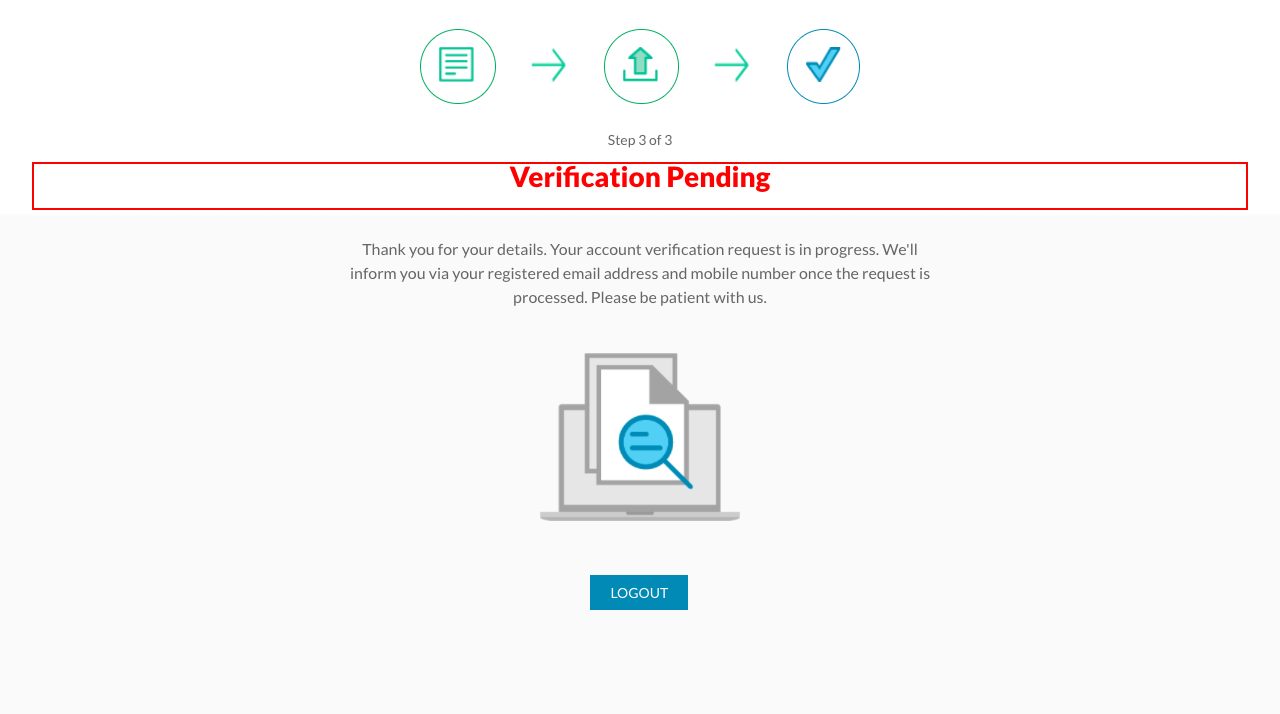 Step 3 of 3
Verification Pending
Thank you for your details. Your account verification request is in progress. We'll
inform you via your registered email address and mobile number once the request is
processed. Please be patient with us.
LOGOUT